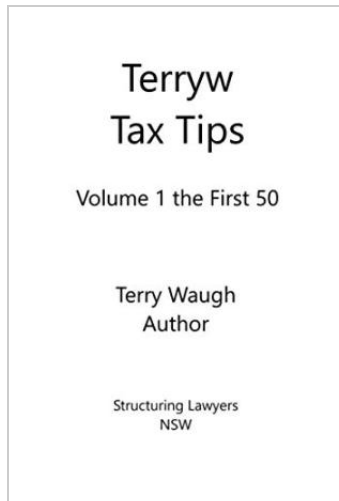 Terryw
Tax Tips
Volume 1 the First 50
Terry Waugh
Author
Structuring Lawyers
NSW